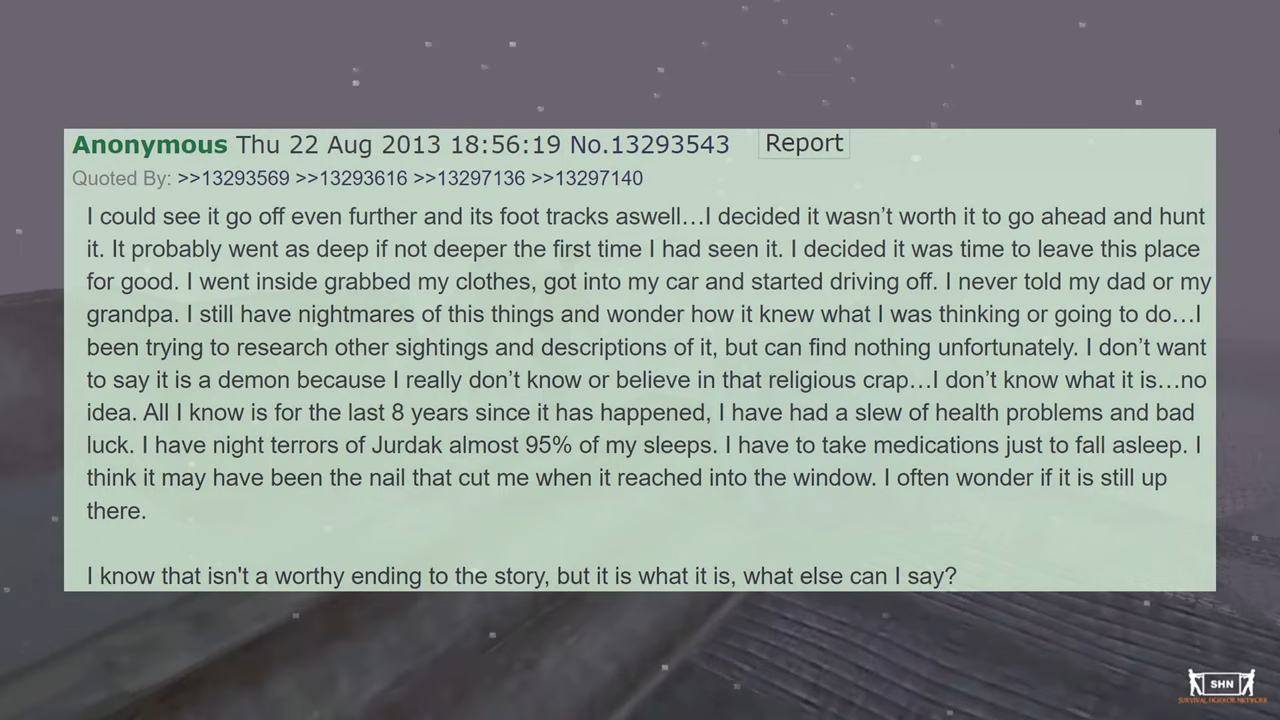 Anonymous Thu 22 Aug 2013 18:56:19 No.13293543 Report
Quoted By: >>13293569 >>13293616 >>13297136 >>13297140
I could see it go off even further and its foot tracks aswell…I decided it wasn’t worth it to go ahead and hunt
it. It probably went as deep if not deeper the first time I had seen it. I decided it was time to leave this place
for good. I went inside grabbed my clothes, got into my car and started driving off. I never told my dad or my
grandpa. I still have nightmares of this things and wonder how it knew what I was thinking or going to do…I
been trying to research other sightings and descriptions of it, but can find nothing unfortunately. I don’t want
to say it is a demon because I really don’t know or believe in that religious crap…I don’t know what it is…no
idea. All I know is for the last 8 years since it has happened, I have had a slew of health problems and bad
luck. I have night terrors of Jurdak almost 95% of my sleeps. I have to take medications just to fall asleep. I
think it may have been the nail that cut me when it reached into the window. I often wonder if it is still up
there.
I know that isn't a worthy ending to the story, but it is what it is, what else can I say?
SHN
SURVIVAL HORROR NETWORK